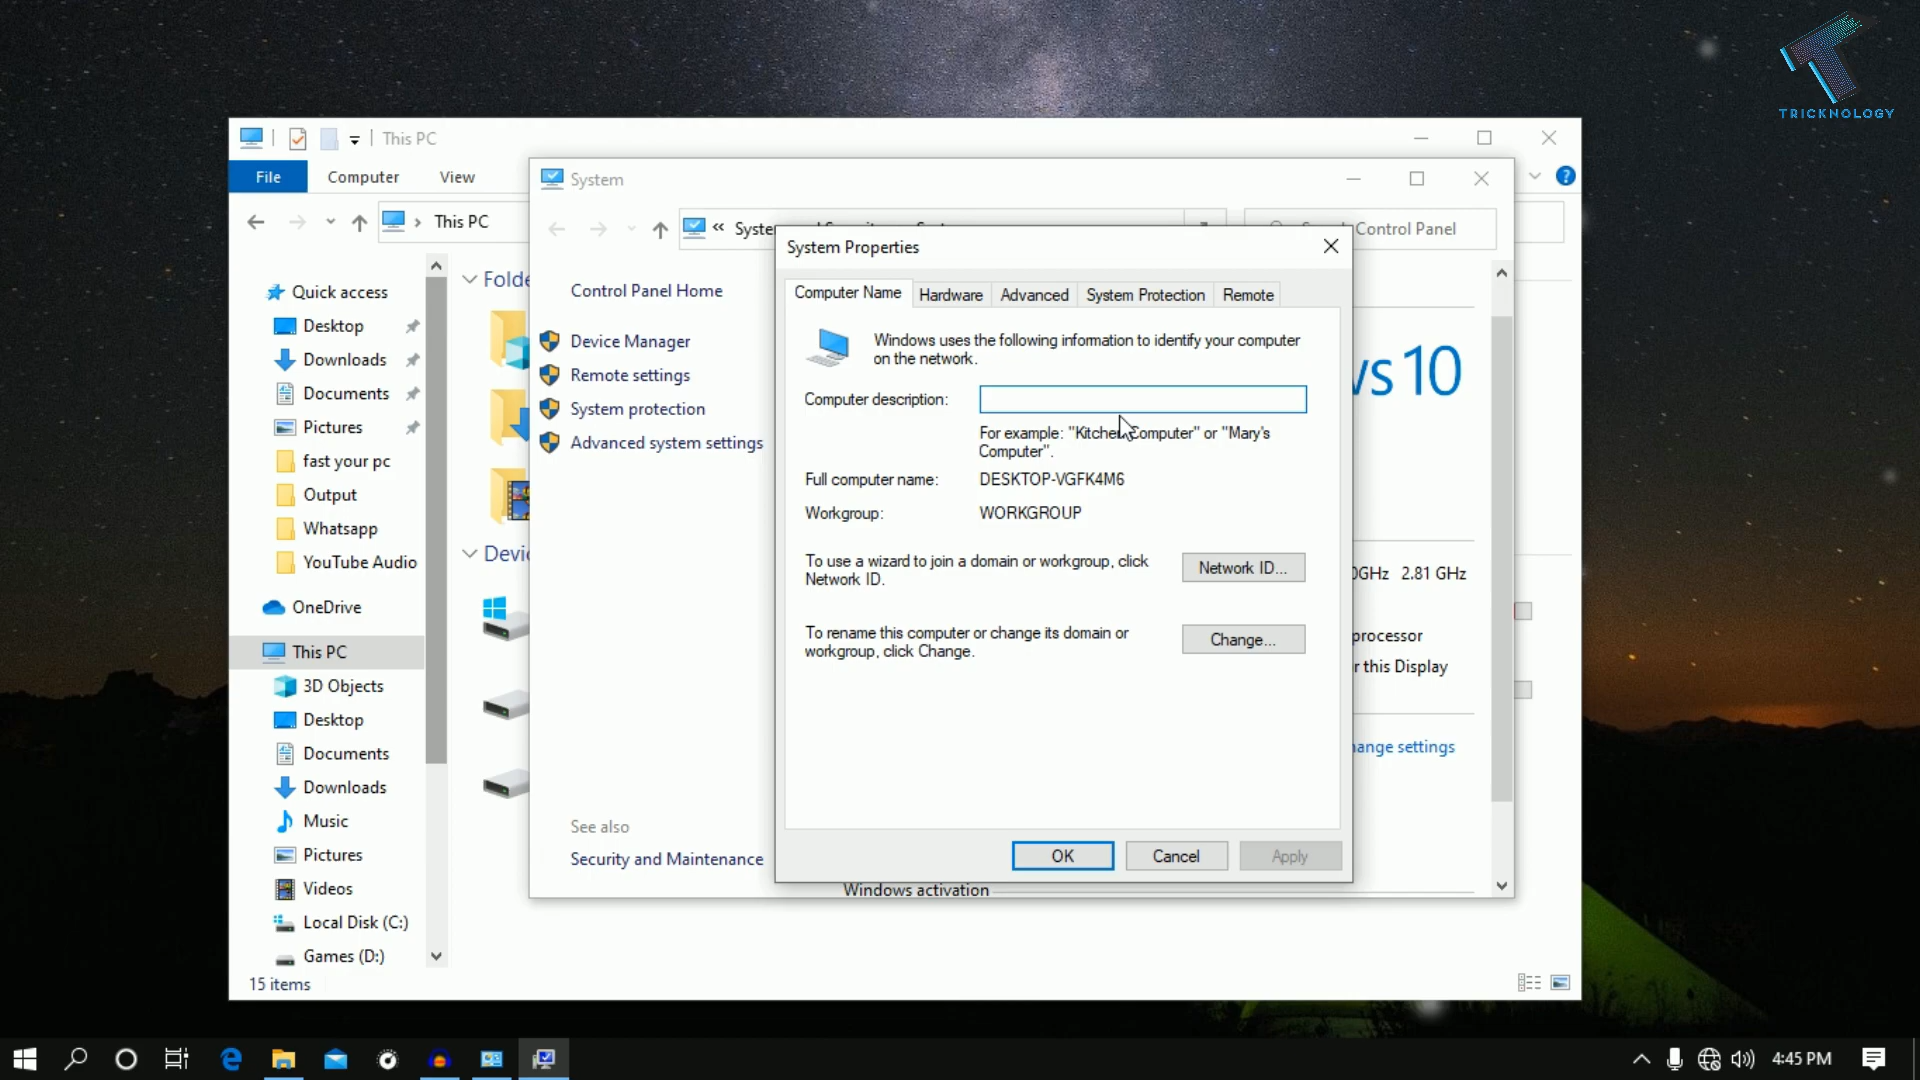 TRICKNOLOGY
This PC
File
Computer
View
This PC
Quick access
Desktop
Downloads
Documents
Pictures
fast your pc
Output
Whatsapp
YouTube Audio
OneDrive
This PC
3D Objects
Desktop
Documents
Downloads
Music
Pictures
Videos
Local Disk (C:)
Games (D:)
15 items
System
Control Panel
Control Panel Home
Device Manager
Remote settings
System protection
Advanced system settings
See also
Security and Maintenance
System Properties
Computer Name
Hardware
Advanced
System Protection
Remote
Windows uses the following information to identify your computer
on the network.
Computer description:
For example: "Kitchen Computer" or "Mary's
Computer".
Full computer name:
DESKTOP-VGFK4M6
Workgroup:
WORKGROUP
To use a wizard to join a domain or workgroup, click
Network ID.
Network ID...
To rename this computer or change its domain or
workgroup, click Change.
Change...
OK
Cancel
Apply
10
2.81 GHz
processor
this Display
settings
Windows activation
4:45 PM